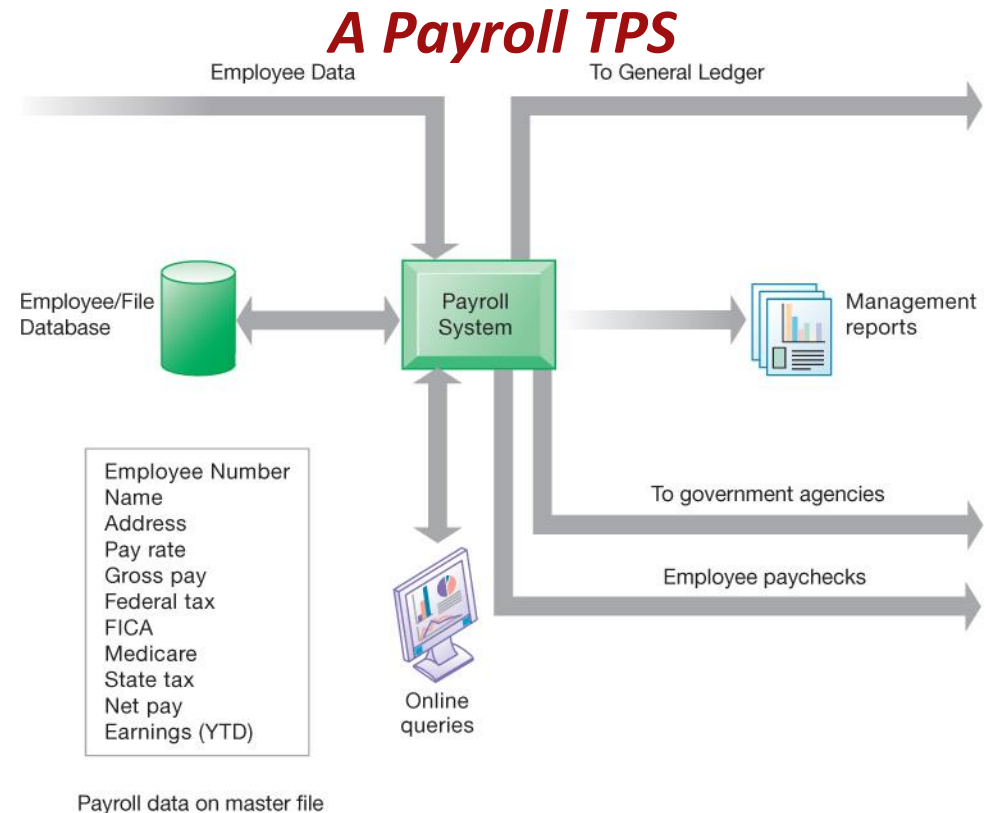 A Payroll TPS
Employee Data
To General Ledger
Employee/File
Database
Payroll
System
Management
reports
Employee Number
Name
Address
Pay rate
Gross pay
Federal tax
FICA
Medicare
State tax
Net pay
Earnings (YTD)
To government agencies
Employee paychecks
Online
queries
Payroll data on master file